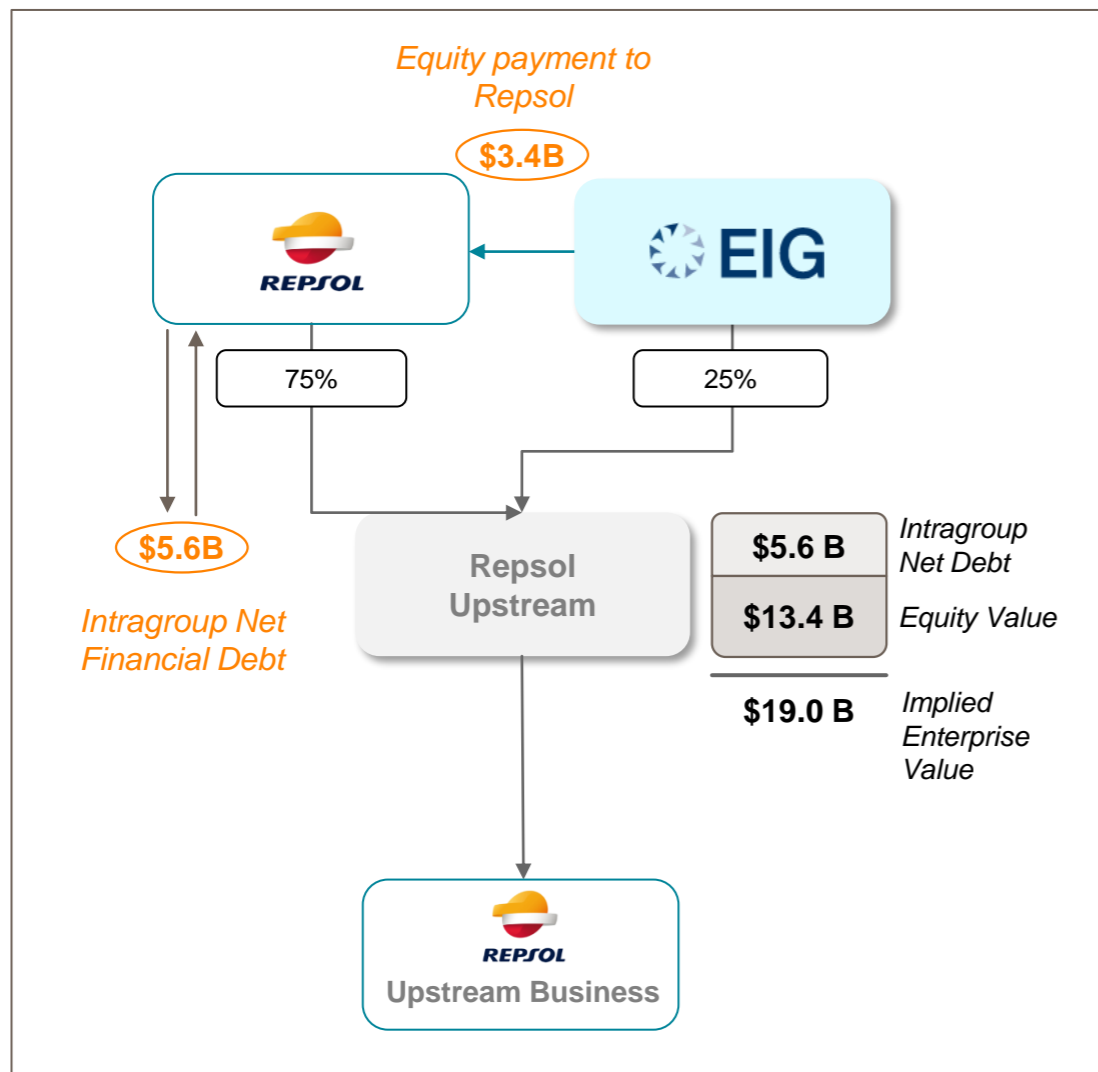 Equity payment to
Repsol
$3.4B
REPSOL
EIG
75%
25%
$5.6B
Intragroup Net
Financial Debt
Repsol
Upstream
$5.6 B
Intragroup
Net Debt
$13.4 B
Equity Value
$19.0 B
Implied
Enterprise
Value
REPSOL
Upstream Business